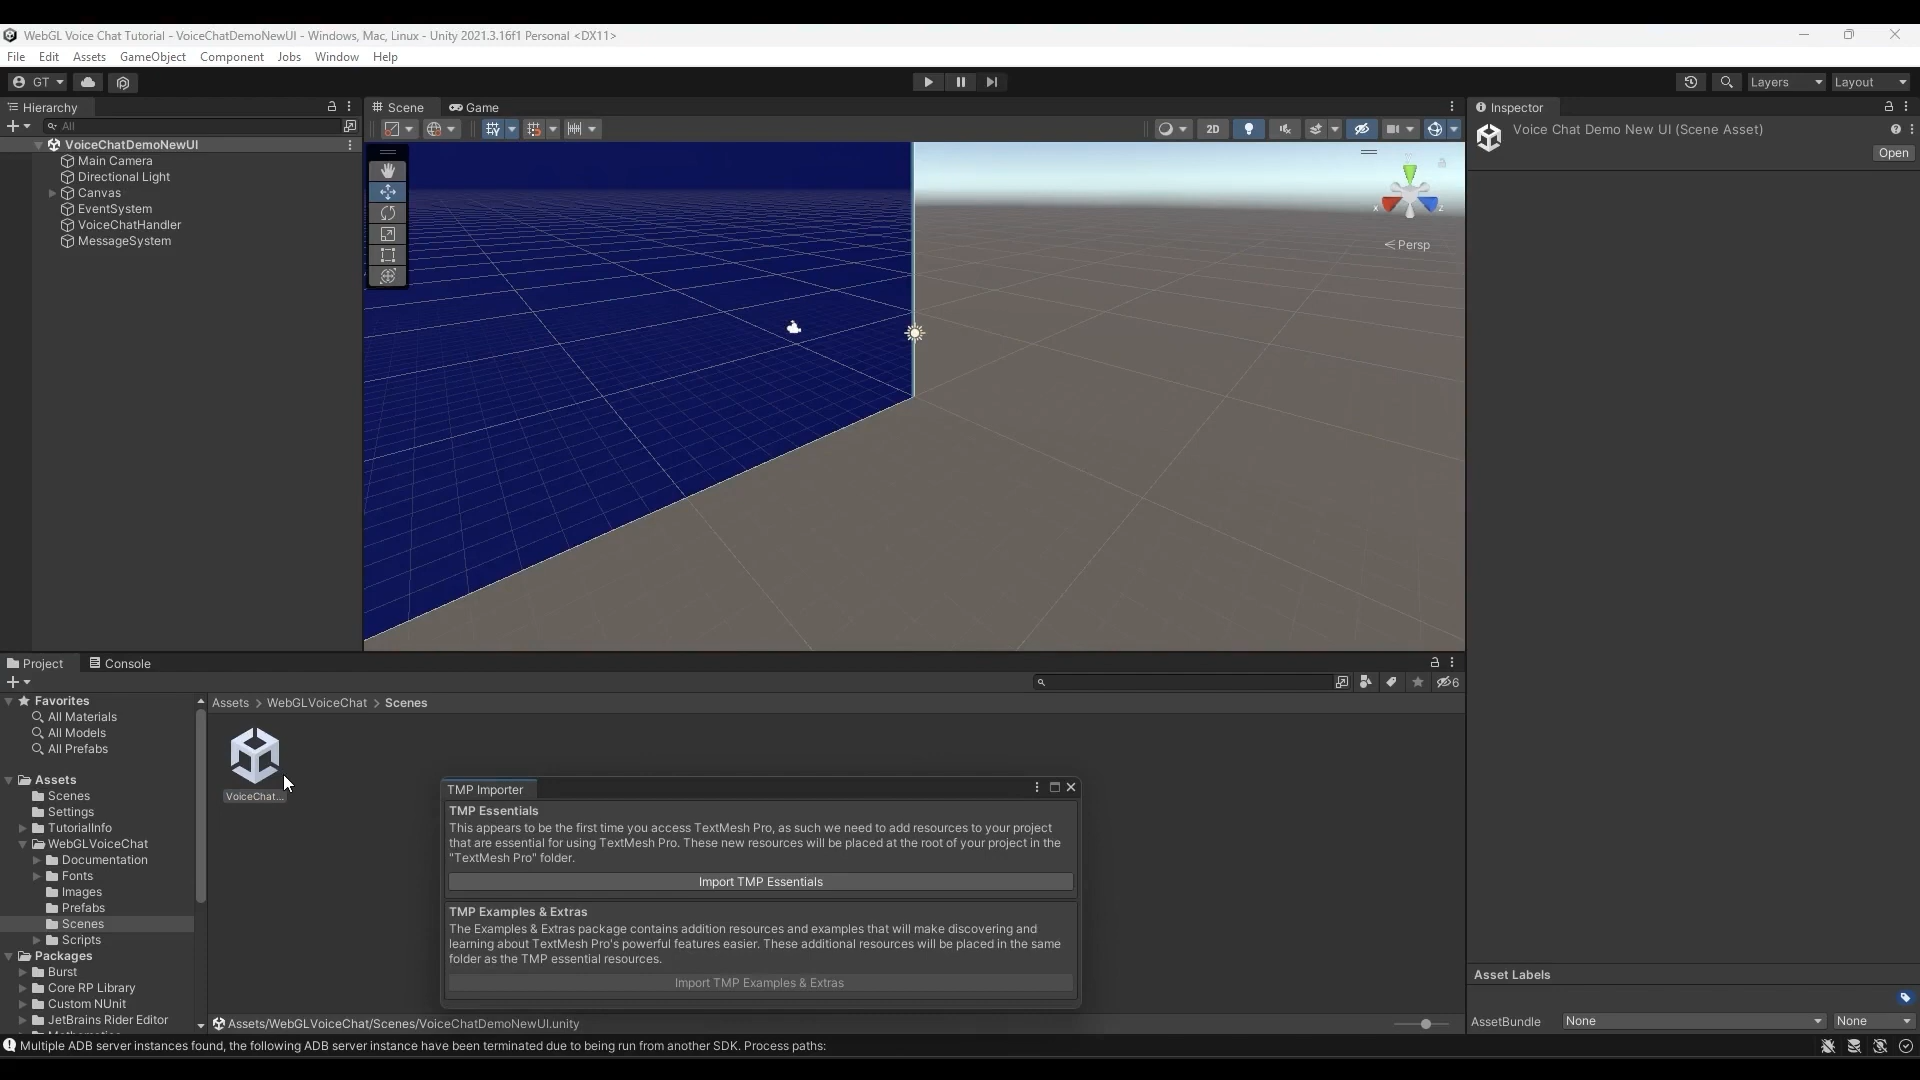 WebGL Voice Chat Tutorial - VoiceChatDemoNewUI - Windows, Mac, Linux - Unity 2021.3.16f1 Personal <DX11>
File Edit Assets GameObject Component Jobs Window Help
GT
Layers Layout
Hierarchy
All
VoiceChatDemoNewUI
Main Camera
Directional Light
Canvas
EventSystem
VoiceChatHandler
MessageSystem
Scene Game
2D
x z
< Persp
Inspector
Voice Chat Demo New UI (Scene Asset)
Open
Project Console
6
Favorites
All Materials
All Models
All Prefabs
Assets
Scenes
Settings
TutorialInfo
WebGLVoiceChat
Documentation
Fonts
Images
Prefabs
Scenes
Scripts
Packages
Burst
Core RP Library
Custom NUnit
JetBrains Rider Editor
Assets > WebGLVoiceChat > Scenes
VoiceChat...
TMP Importer
TMP Essentials
This appears to be the first time you access TextMesh Pro, as such we need to add resources to your project
that are essential for using TextMesh Pro. These new resources will be placed at the root of your project in the
"TextMesh Pro" folder.
Import TMP Essentials
TMP Examples & Extras
The Examples & Extras package contains addition resources and examples that will make discovering and
learning about TextMesh Pro's powerful features easier. These additional resources will be placed in the same
folder as the TMP essential resources.
Import TMP Examples & Extras
Assets/WebGLVoiceChat/Scenes/VoiceChatDemoNewUI.unity
Asset Labels
AssetBundle None None
Multiple ADB server instances found, the following ADB server instance have been terminated due to being run from another SDK. Process paths: